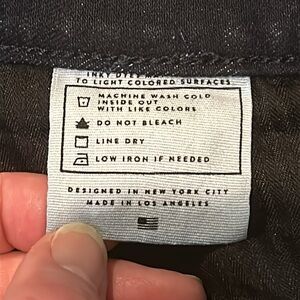 INKY DYES
TO LIGHT COLORED SURFACES
MACHINE WASH COLD
INSIDE OUT
WITH LIKE COLORS
DO NOT BLEACH
LINE DRY
LOW IRON IF NEEDED
DESIGNED IN NEW YORK CITY
MADE IN LOS ANGELES